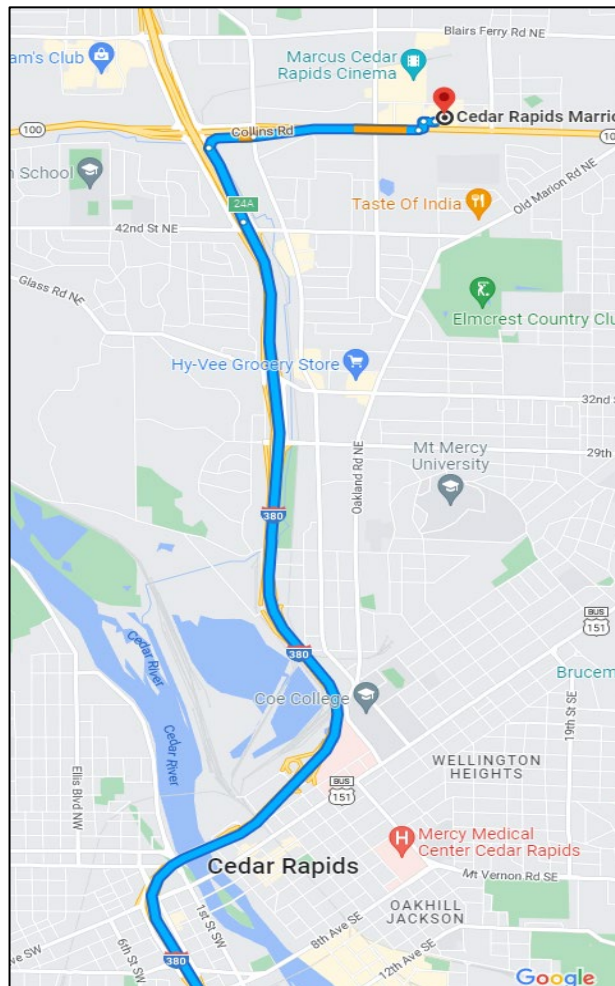 Blairs Ferry Rd NE
am's Club
Marcus Cedar
Rapids Cinema
Cedar Rapids Marrio
100
Collins Rd
10
n School
Old Marion Rd NE
24A
Taste Of India
42nd St NE
Glass Rd NE
Elmcrest Country Clu
Hy-Vee Grocery Store
32nd S
29th
Mt Mercy
University
Oakland Rd NE
380
BUS
151
Cedar River
380
Coe College
Brucem
19th St SE
Cedar River
WELLINGTON
HEIGHTS
BUS
151
Ellis Blvd NW
Mercy Medical
Center Cedar Rapids
Cedar Rapids
Mt Vernon Rd SE
OAKHILL
JACKSON
1st St SW
8th Ave SE
6th St SW
ve SW
12th Ave SE
380
Google